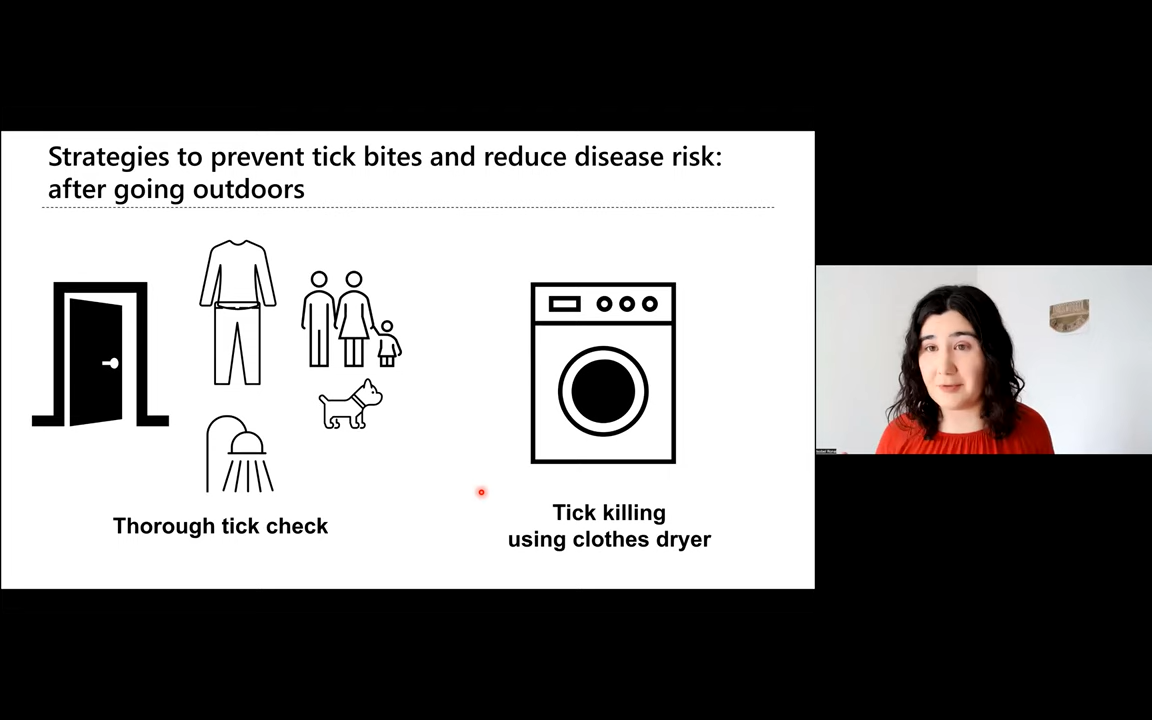 Strategies to prevent tick bites and reduce disease risk:
after going outdoors
Thorough tick check
Tick killing
using clothes dryer